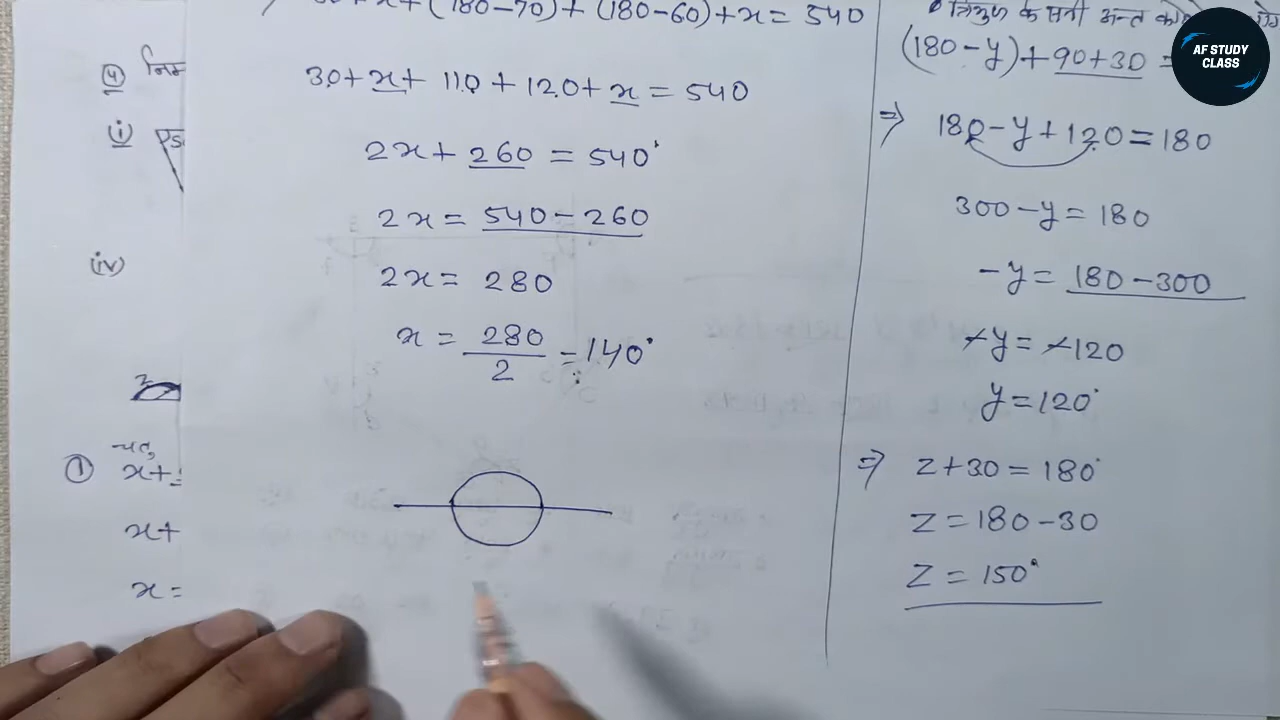 30+x+(180-70)+(180-60)+x=540
30+x+110+120+x=540
2x+260=540°
2x=540-260
2x=280
x=280/2=140°
त्रिभुज के सभी अन्तः
(180-y)+90+30=
⇒ 180-y+120=180
300-y=180
-y=180-300
-y=-120
y=120°
⇒ z+30=180°
z=180-30
z=150°
(i)
(iv)
z
① x+
x+
x=
AF STUDY
CLASS